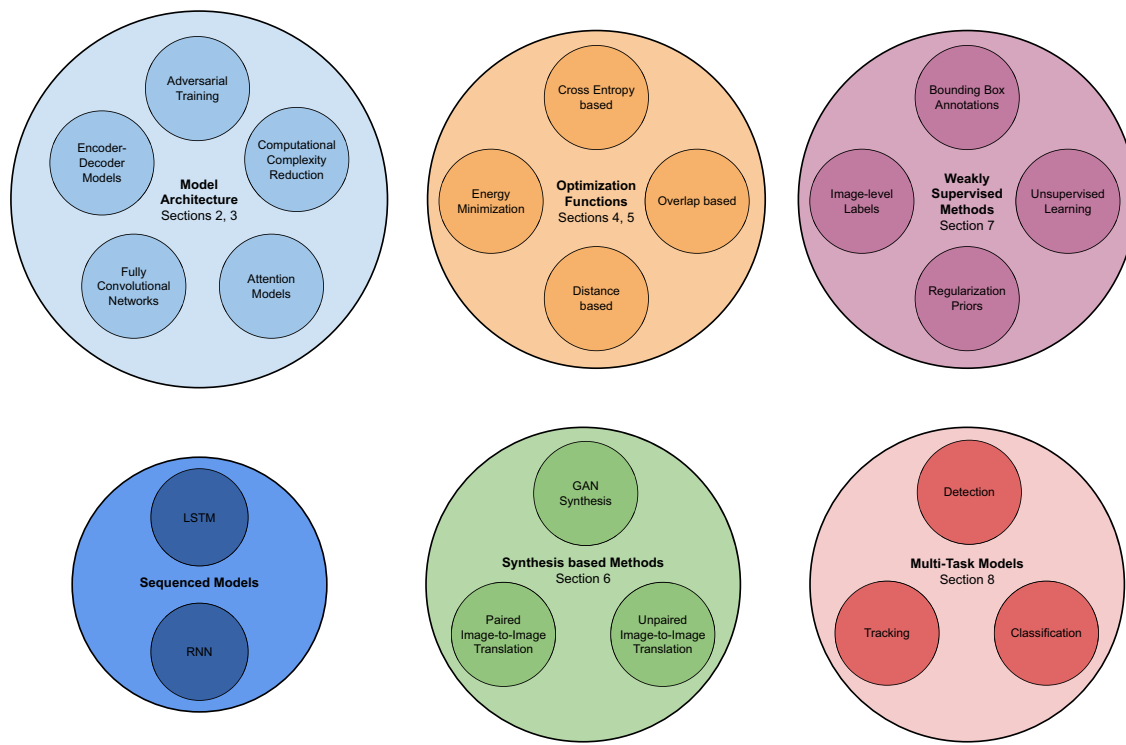 Adversarial
Training
Encoder-
Decoder
Models
Computational
Complexity
Reduction
Model
Architecture
Sections 2, 3
Fully
Convolutional
Networks
Attention
Models
Cross Entropy
based
Energy
Minimization
Optimization
Functions
Sections 4, 5
Overlap based
Distance
based
Bounding Box
Annotations
Image-level
Labels
Weakly
Supervised
Methods
Section 7
Unsupervised
Learning
Regularization
Priors
LSTM
Sequenced Models
RNN
GAN
Synthesis
Synthesis based Methods
Section 6
Paired
Image-to-Image
Translation
Unpaired
Image-to-Image
Translation
Detection
Multi-Task Models
Section 8
Tracking
Classification